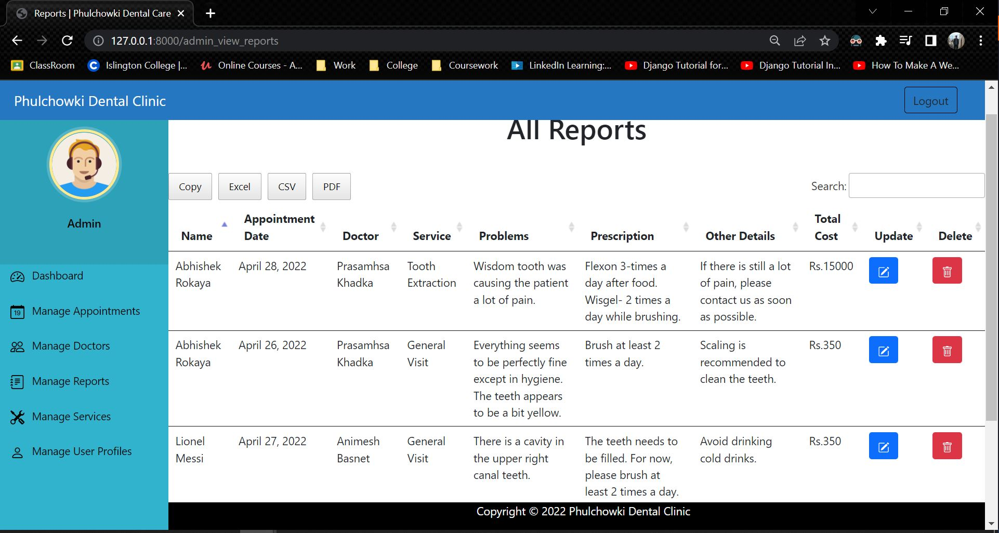 Reports | Phulchowki Dental Care
127.0.0.1:8000/admin_view_reports
ClassRoom
Islington College |...
Online Courses - A...
Work
College
Coursework
LinkedIn Learning:...
Django Tutorial for...
Django Tutorial In...
How To Make A We...
Phulchowki Dental Clinic
Logout
Admin
Dashboard
19
Manage Appointments
Manage Doctors
Manage Reports
Manage Services
Manage User Profiles
All Reports
Copy
Excel
CSV
PDF
Search:
Name
Appointment
Date
Doctor
Service
Problems
Prescription
Other Details
Total
Cost
Update
Delete
Abhishek
Rokaya
April 28, 2022
Prasamhsa
Khadka
Tooth
Extraction
Wisdom tooth was
causing the patient
a lot of pain.
Flexon 3-times a
day after food.
Wisgel- 2 times a
day while brushing.
If there is still a lot
of pain, please
contact us as soon
as possible.
Rs.15000
Abhishek
Rokaya
April 26, 2022
Prasamhsa
Khadka
General
Visit
Everything seems
to be perfectly fine
except in hygiene.
The teeth appears
to be a bit yellow.
Brush at least 2
times a day.
Scaling is
recommended to
clean the teeth.
Rs.350
Lionel
Messi
April 27, 2022
Animesh
Basnet
General
Visit
There is a cavity in
the upper right
canal teeth.
The teeth needs to
be filled. For now,
please brush at
least 2 times a day.
Avoid drinking
cold drinks.
Rs.350
Copyright © 2022 Phulchowki Dental Clinic